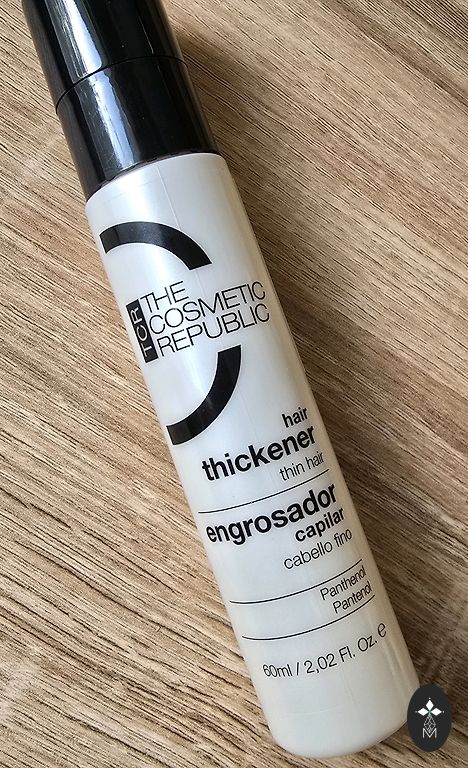 TCR
THE
COSMETIC
REPUBLIC
hair
thickener
thin hair
engrosador
capilar
cabello fino
Panthenol
Pantenol
60ml / 2,02 Fl. Oz. e
M